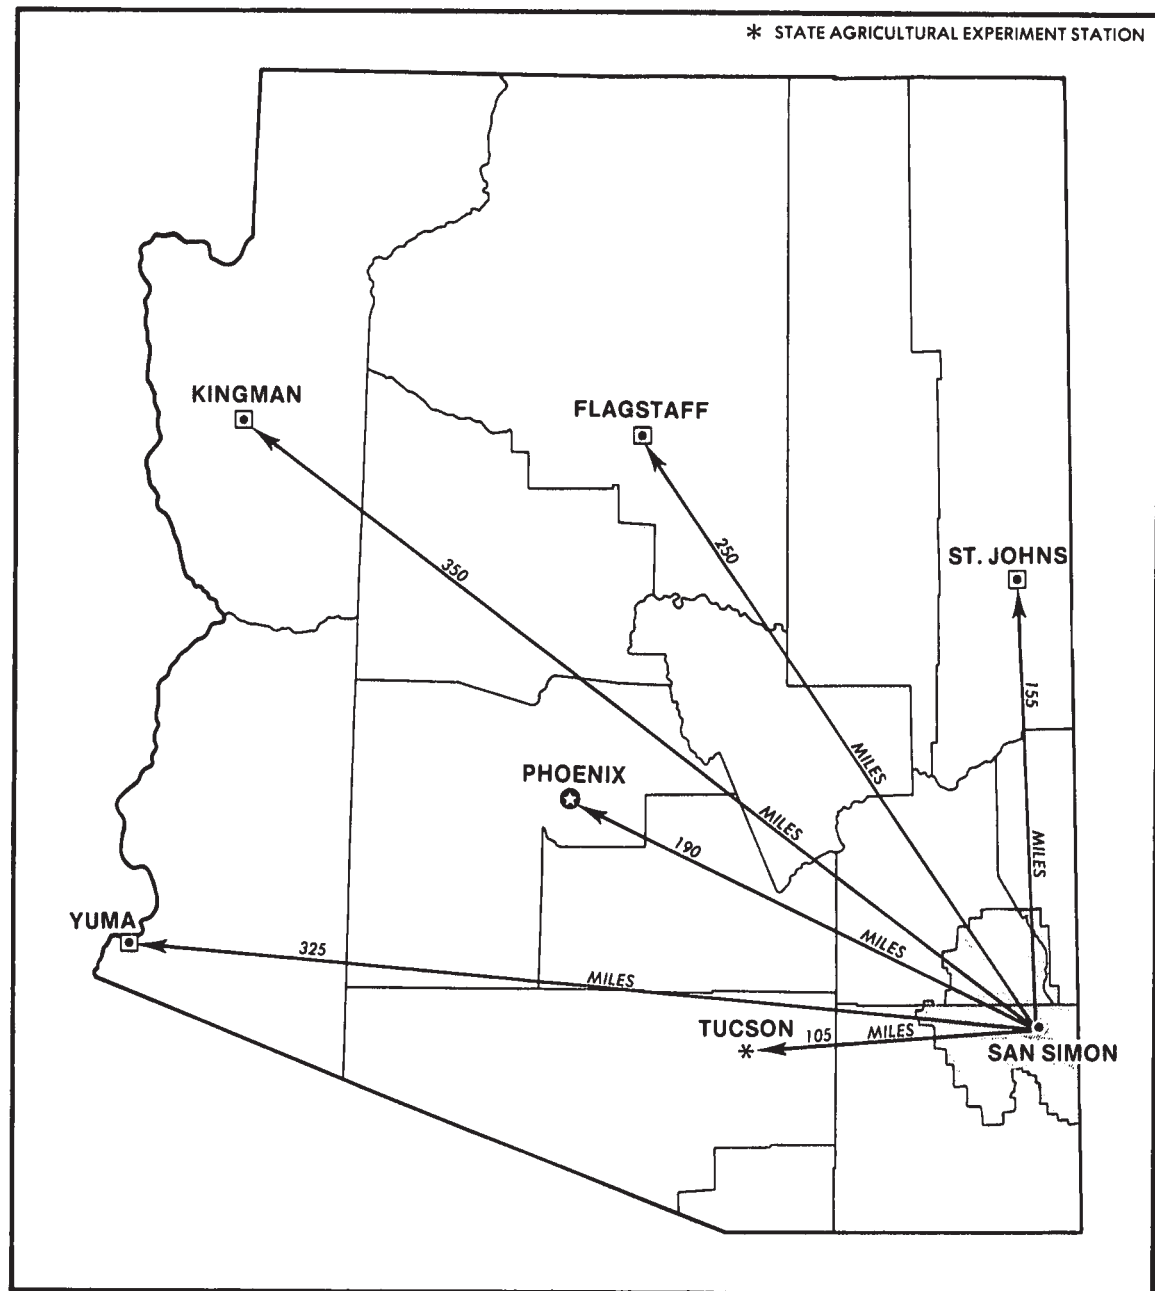 * STATE AGRICULTURAL EXPERIMENT STATION
KINGMAN
FLAGSTAFF
250
ST. JOHNS
350
155
MILES
PHOENIX
MILES
190
MILES
YUMA
MILES
325
MILES
TUCSON
105 MILES
SAN SIMON